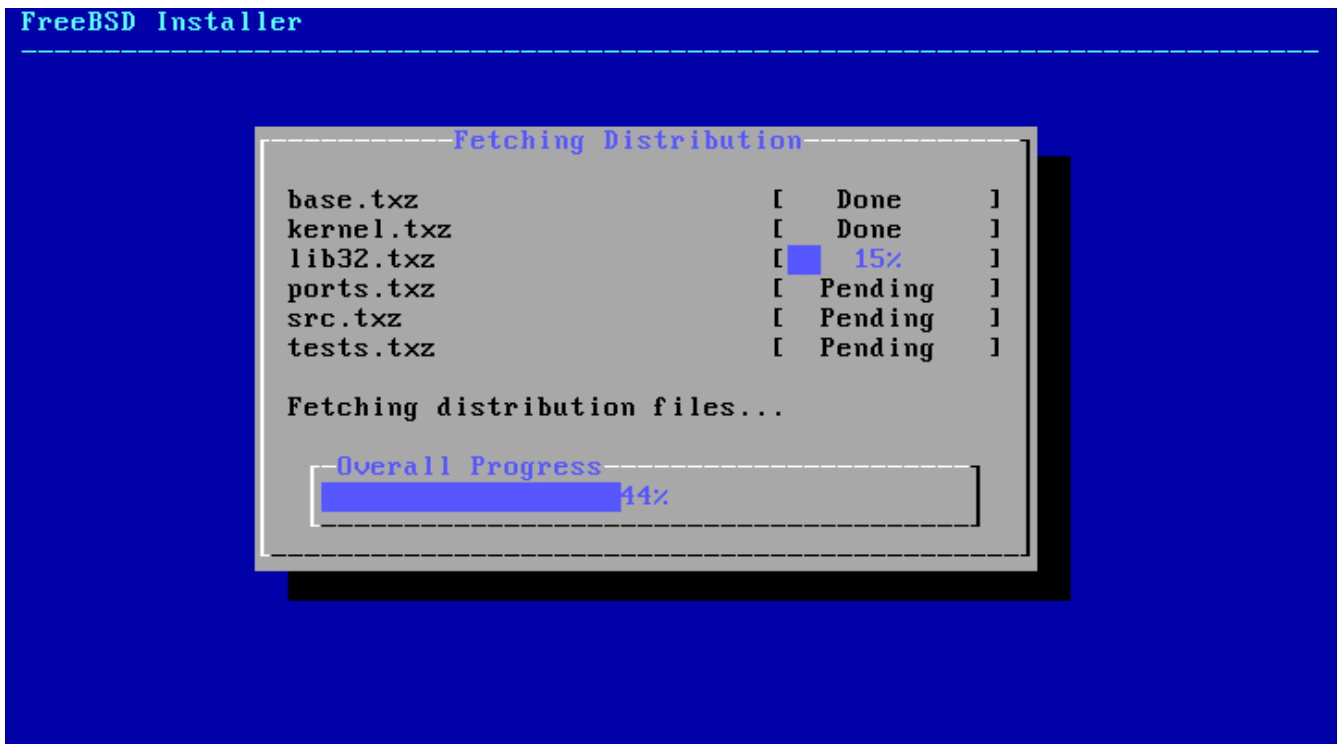 FreeBSD Installer
Fetching Distribution
base.txz [ Done ]
kernel.txz [ Done ]
lib32.txz [ 15% ]
ports.txz [ Pending ]
src.txz [ Pending ]
tests.txz [ Pending ]
Fetching distribution files...
Overall Progress
44%